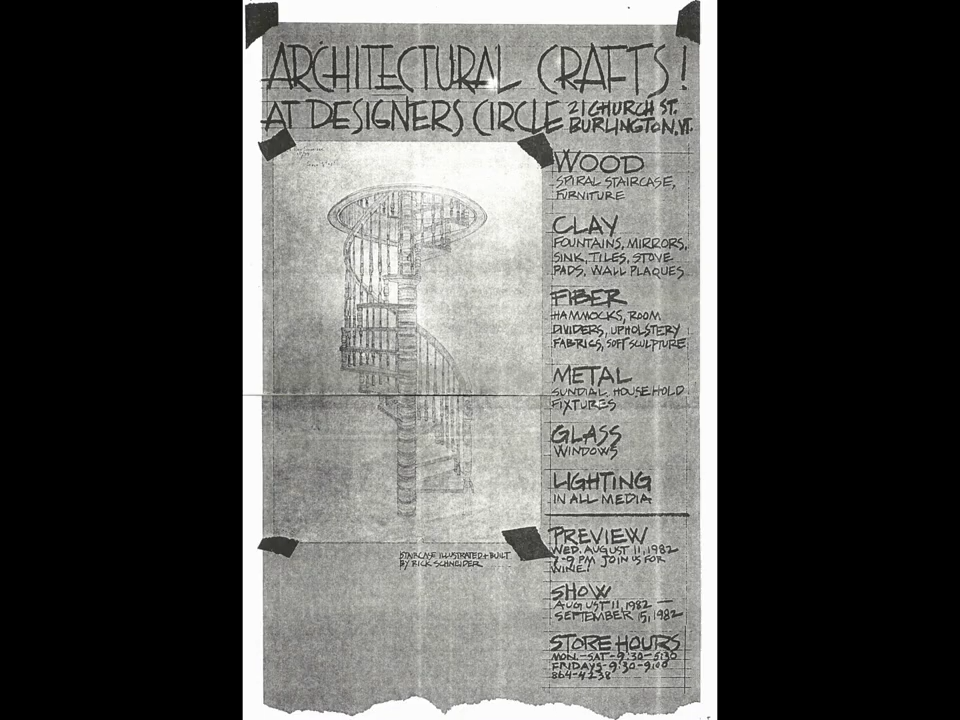 ARCHITECTURAL CRAFTS!
AT DESIGNERS CIRCLE
21 CHURCH ST.
BURLINGTON, VT.
WOOD
SPIRAL STAIRCASE,
FURNITURE
CLAY
FOUNTAINS, MIRRORS,
SINK, TILES, STOVE
PADS, WALL PLAQUES
FIBER
HAMMOCKS, ROOM
DIVIDERS, UPHOLSTERY
FABRICS, SOFT SCULPTURE
METAL
SUNDIAL, HOUSEHOLD
FIXTURES
GLASS
WINDOWS
LIGHTING
IN ALL MEDIA
PREVIEW
WED. AUGUST 11, 1982
7-9 PM JOIN US FOR
WINE!
SHOW
AUGUST 11, 1982 —
SEPTEMBER 15, 1982
STORE HOURS
MON.-SAT-9:30-5:30
FRIDAYS-9:30-9:00
864-4238
STAIRCASE ILLUSTRATED + BUILT
BY RICK SCHNEIDER